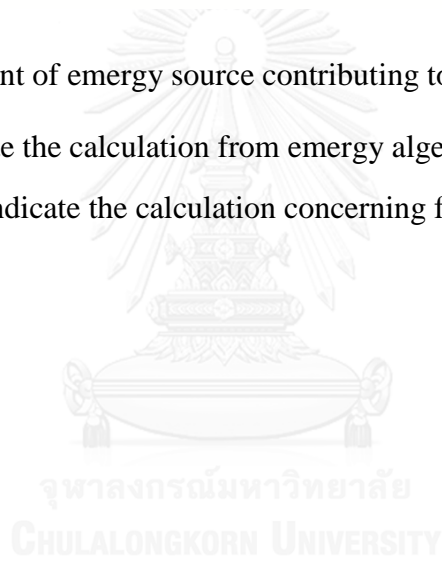 nt of emergy source contributing to
e the calculation from emergy alge
ndicate the calculation concerning f
จุฬาลงกรณ์มหาวิทยาลัย
CHULALONGKORN UNIVERSITY